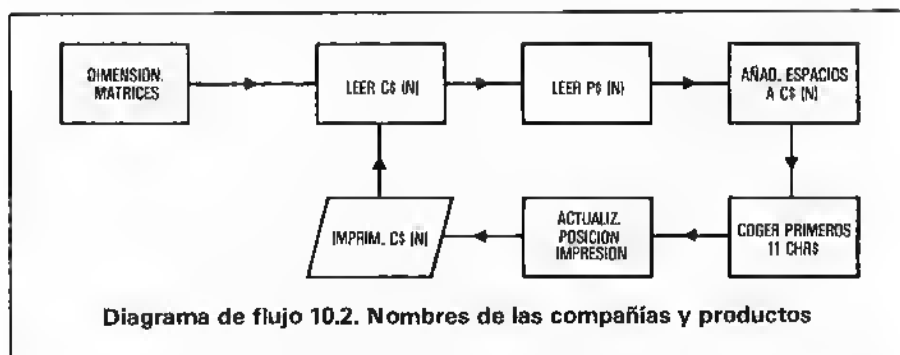 DIMENSION.
MATRICES
LEER C$ (N)
LEER P$ (N)
AÑAD. ESPACIOS
A C$ (N)
IMPRIM. C$ (N)
ACTUALIZ.
POSICION
IMPRESION
COGER PRIMEROS
11 CHR$
Diagrama de flujo 10.2. Nombres de las compañías y productos